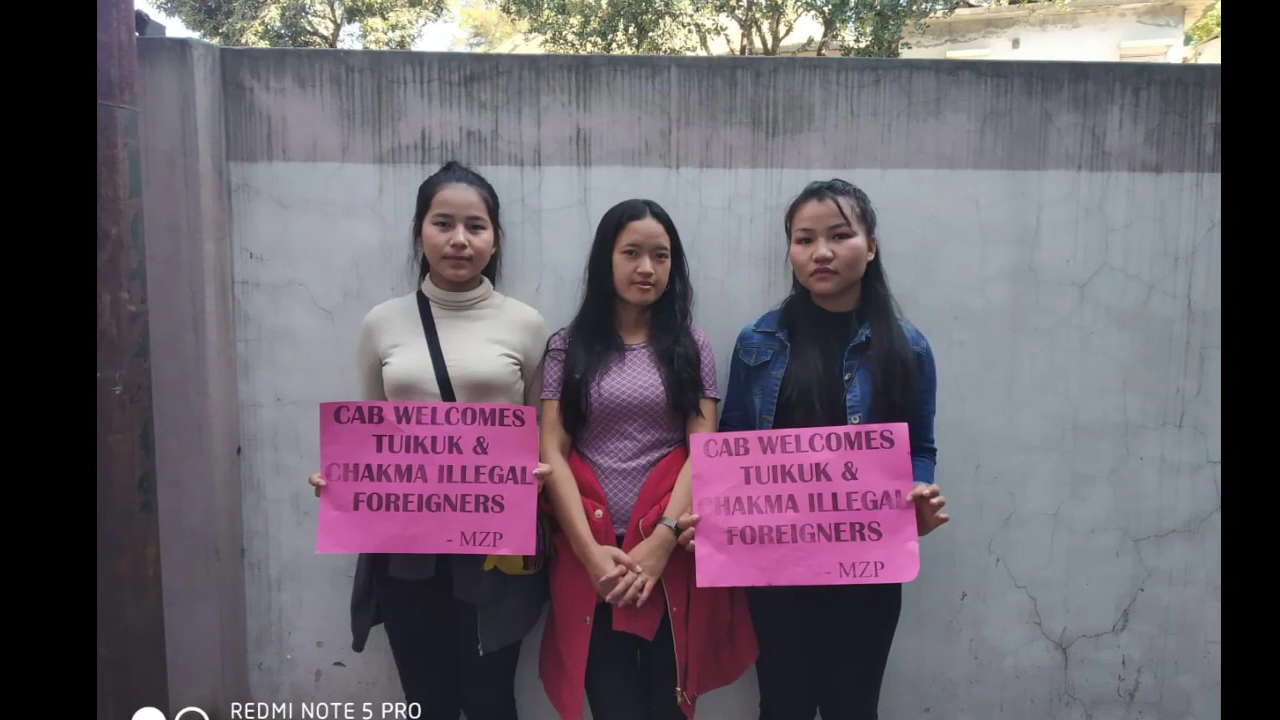 CAB WELCOMES
TUIKUK &
CHAKMA ILLEGAL
FOREIGNERS
- MZP
CAB WELCOMES
TUIKUK &
CHAKMA ILLEGAL
FOREIGNERS
- MZP
REDMI NOTE 5 PRO